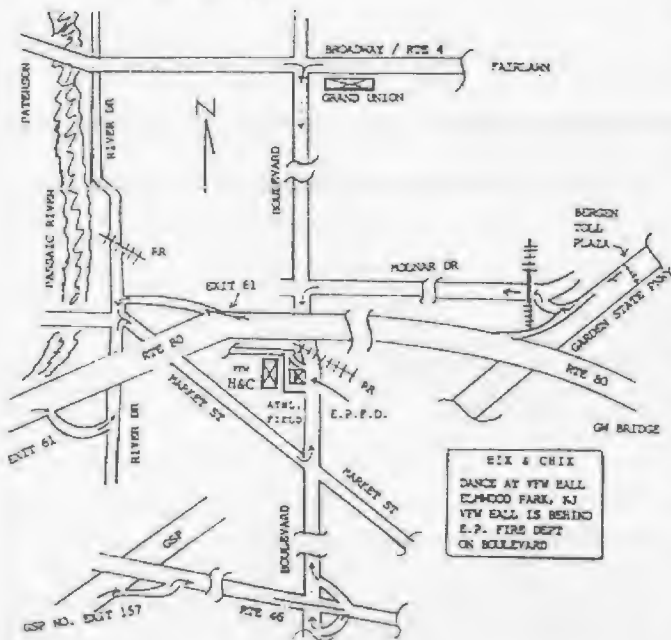 BROADWAY / RTE 4
FAIRLAWN
GRAND UNION
PATERSON
RIVER DR
N
BOULEVARD
PASSAIC RIVER
RR
BERGEN
TOLL
PLAZA
MOLNAR DR
EXIT 61
GARDEN STATE PKWY
RTE 80
RTE 80
VFW
H&C
RR
MARKET ST
ATHL.
FIELD
E.P.F.D.
EXIT 61
RIVER DR
GW BRIDGE
MARKET ST
HIX & CHIX
DANCE AT VFW HALL
ELMWOOD PARK, NJ
VFW HALL IS BEHIND
E.P. FIRE DEPT
ON BOULEVARD
GSP
BOULEVARD
GSP NO. EXIT 157
RTE 46